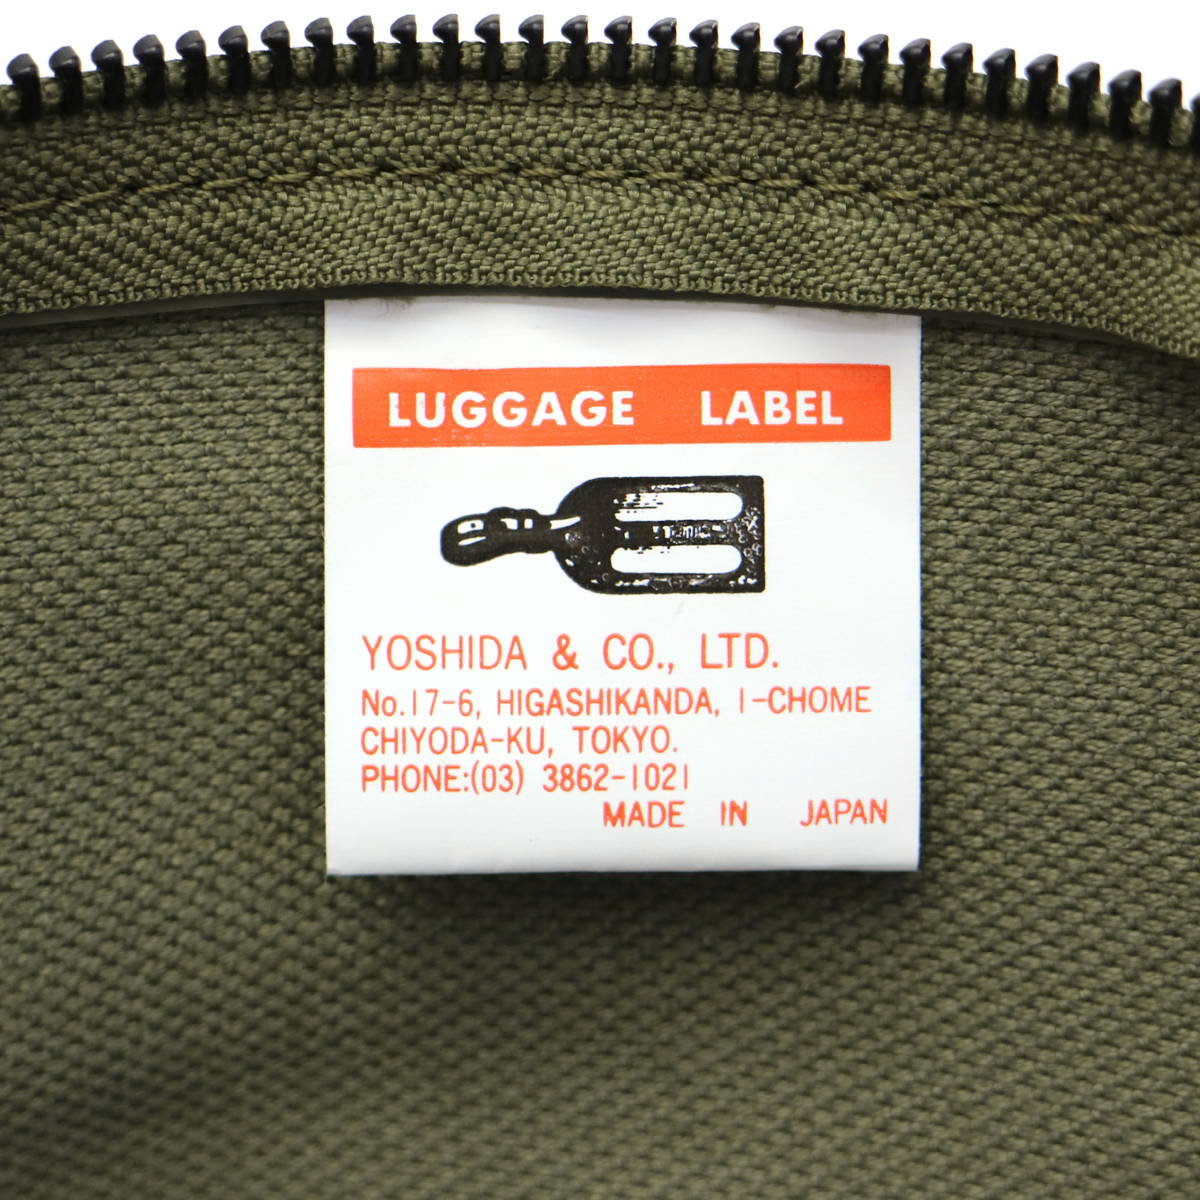 LUGGAGE LABEL
YOSHIDA & CO., LTD.
No.17-6, HIGASHIKANDA, 1-CHOME
CHIYODA-KU, TOKYO.
PHONE:(03) 3862-1021
MADE IN JAPAN